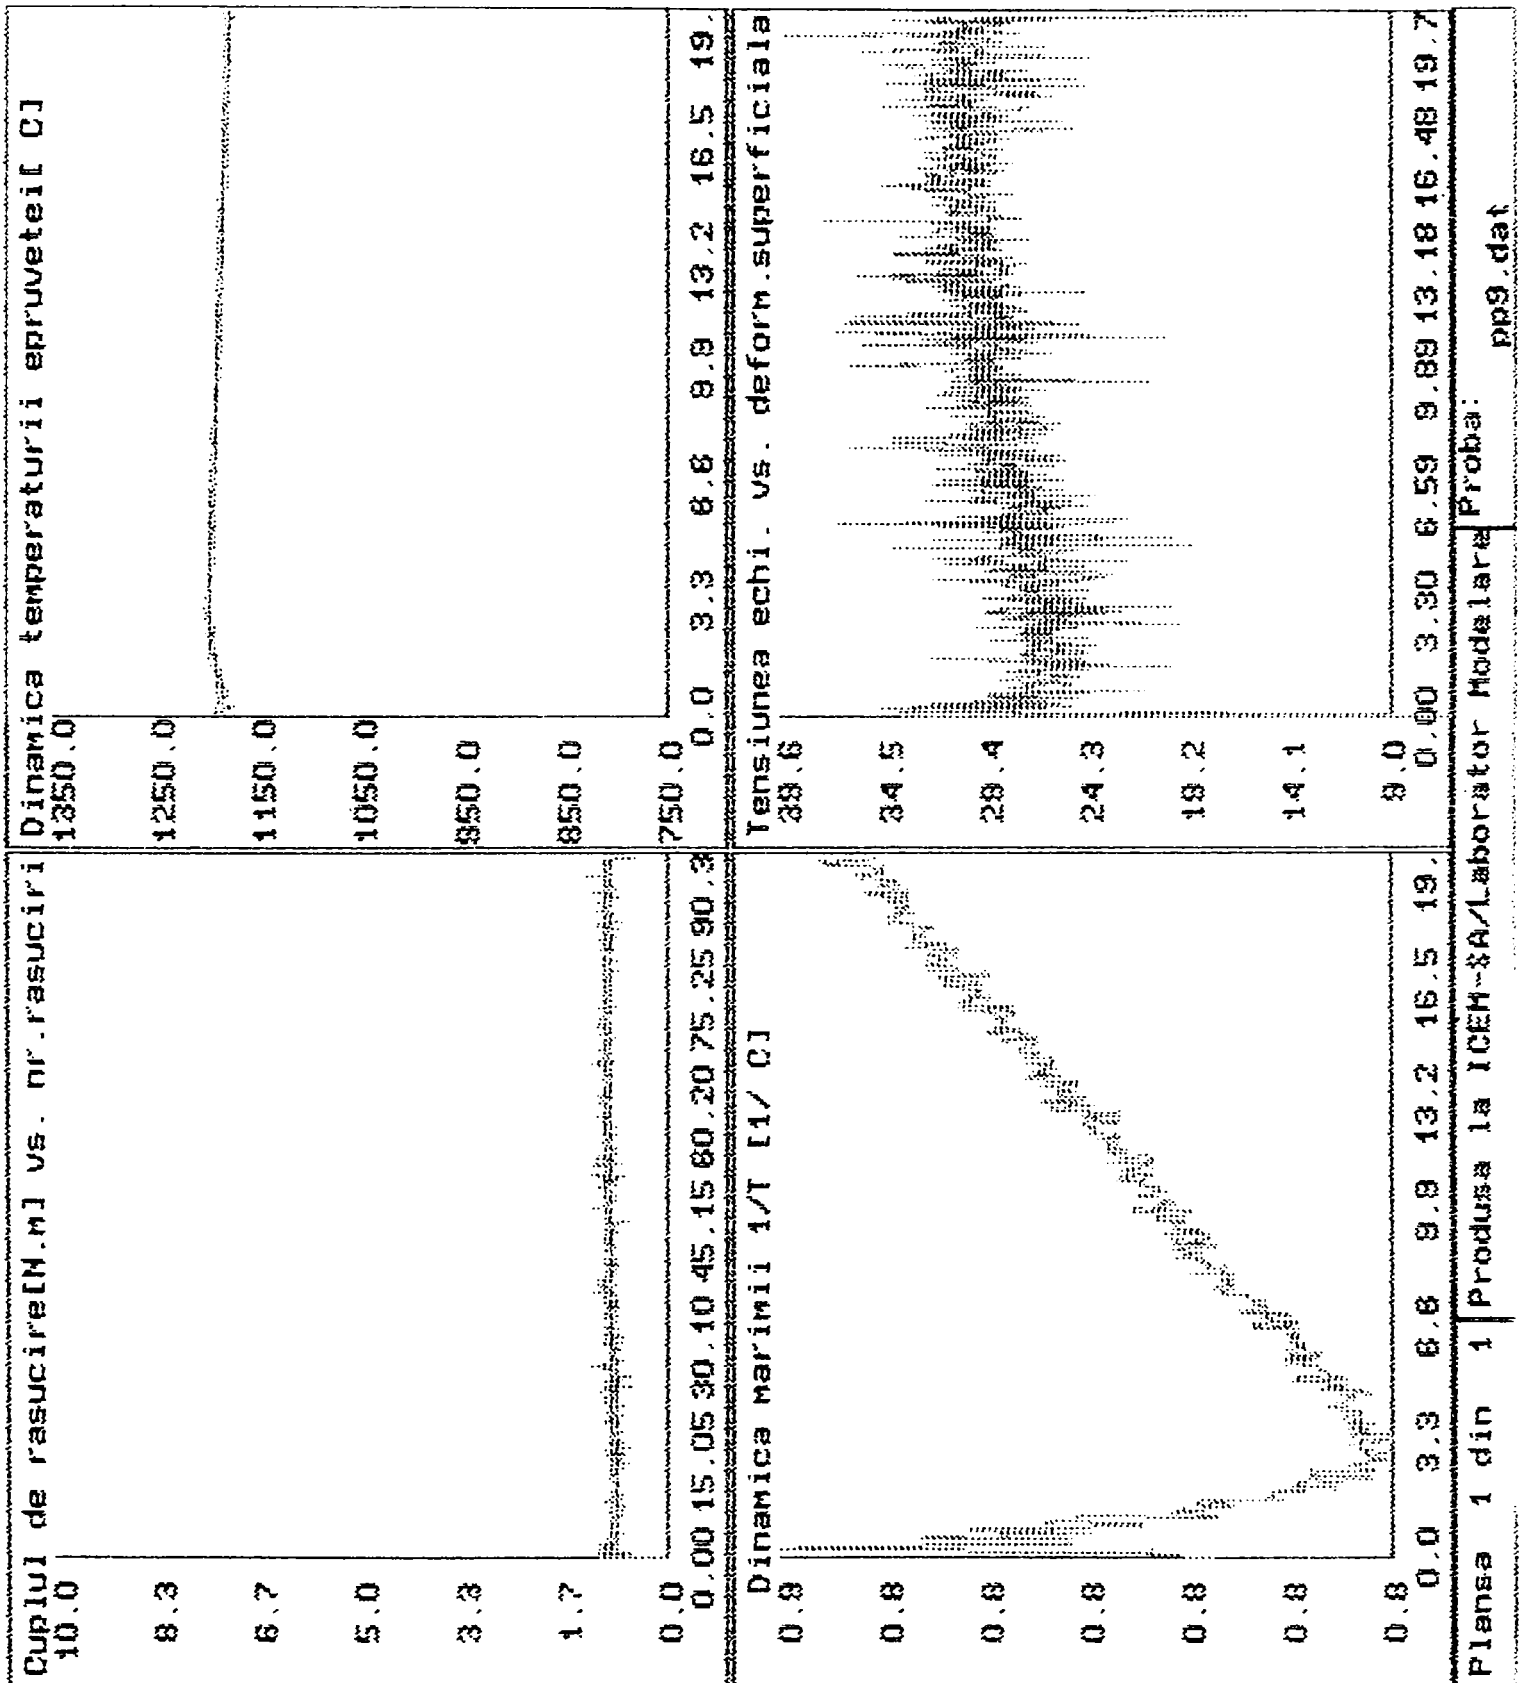 Cuplul de rasucire[N.m] vs. nr.rasuciri
10.0
8.3
6.7
5.0
3.3
1.7
0.0
0.00 15.05 30.10 45.15 60.20 75.25 90.3
Dinamica temperaturii epruvetei[ C]
1350.0
1250.0
1150.0
1050.0
950.0
850.0
750.0
0.0 3.3 6.6 9.9 13.2 16.5 19.
Dinamica marimii 1/T [1/ C]
0.9
0.8
0.8
0.8
0.8
0.8
0.8
0.0 3.3 6.6 9.9 13.2 16.5 19.
Tensiunea echi. vs. deform.superficiala
39.6
34.5
29.4
24.3
19.2
14.1
9.0
0.00 3.30 6.59 9.89 13.18 16.48 19.7
Plansa 1 din 1
Produsa la ICEM-SA/Laborator Modelare
Proba:
pp9.dat